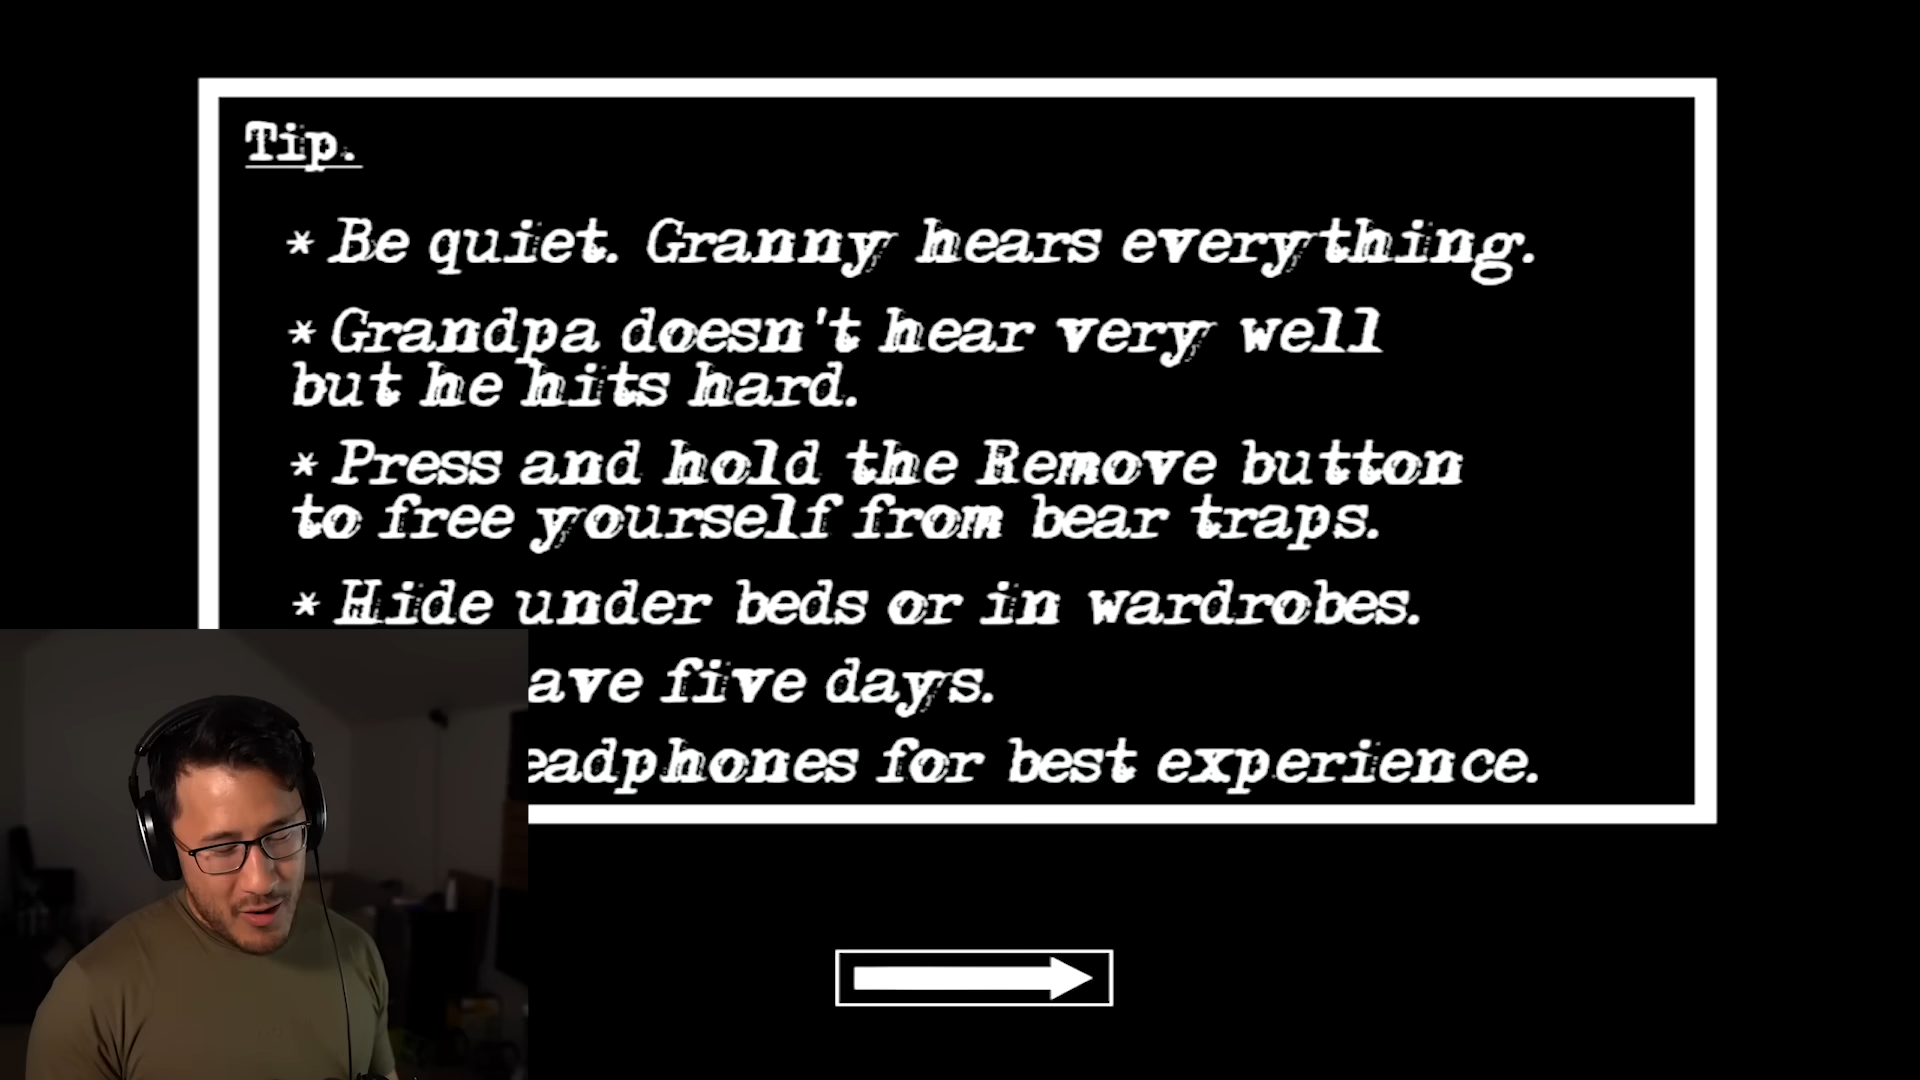 Tip.
* Be quiet. Granny hears everything.
* Grandpa doesn't hear very well
but he hits hard.
* Press and hold the Remove button
to free yourself from bear traps.
* Hide under beds or in wardrobes.
ave five days.
eadphones for best experience.